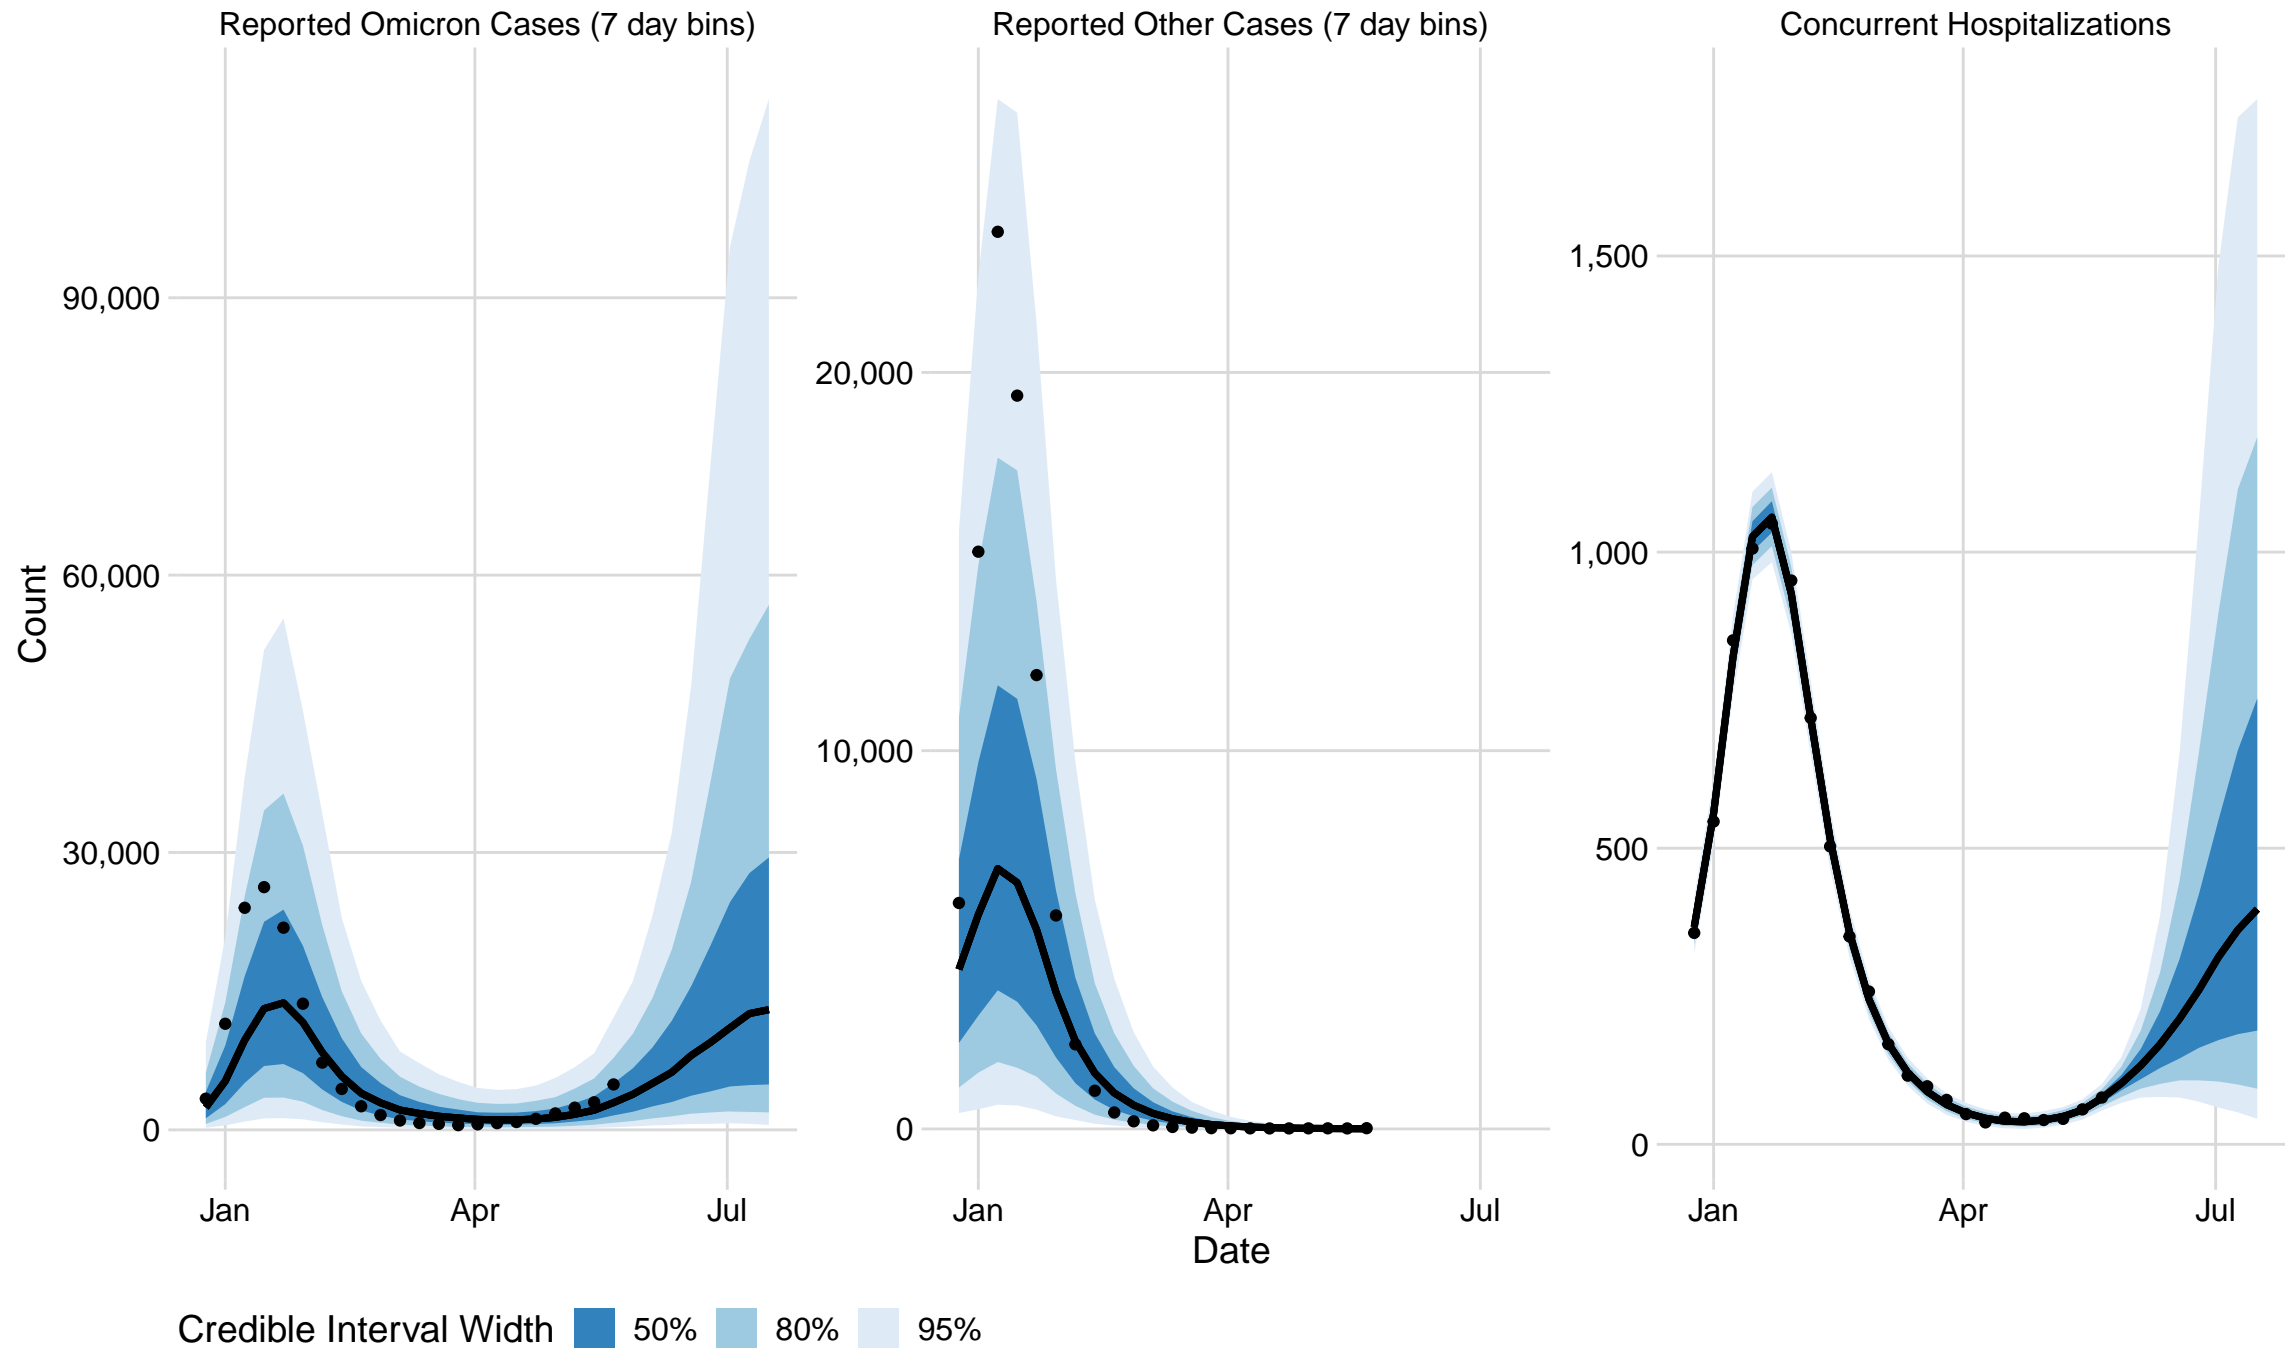 Reported Omicron Cases (7 day bins)
Reported Other Cases (7 day bins)
Concurrent Hospitalizations
Count
90,000
60,000
30,000
0
Jan
Apr
Jul
20,000
10,000
0
Jan
Apr
Jul
1,500
1,000
500
0
Jan
Apr
Jul
Date
Credible Interval Width 50% 80% 95%